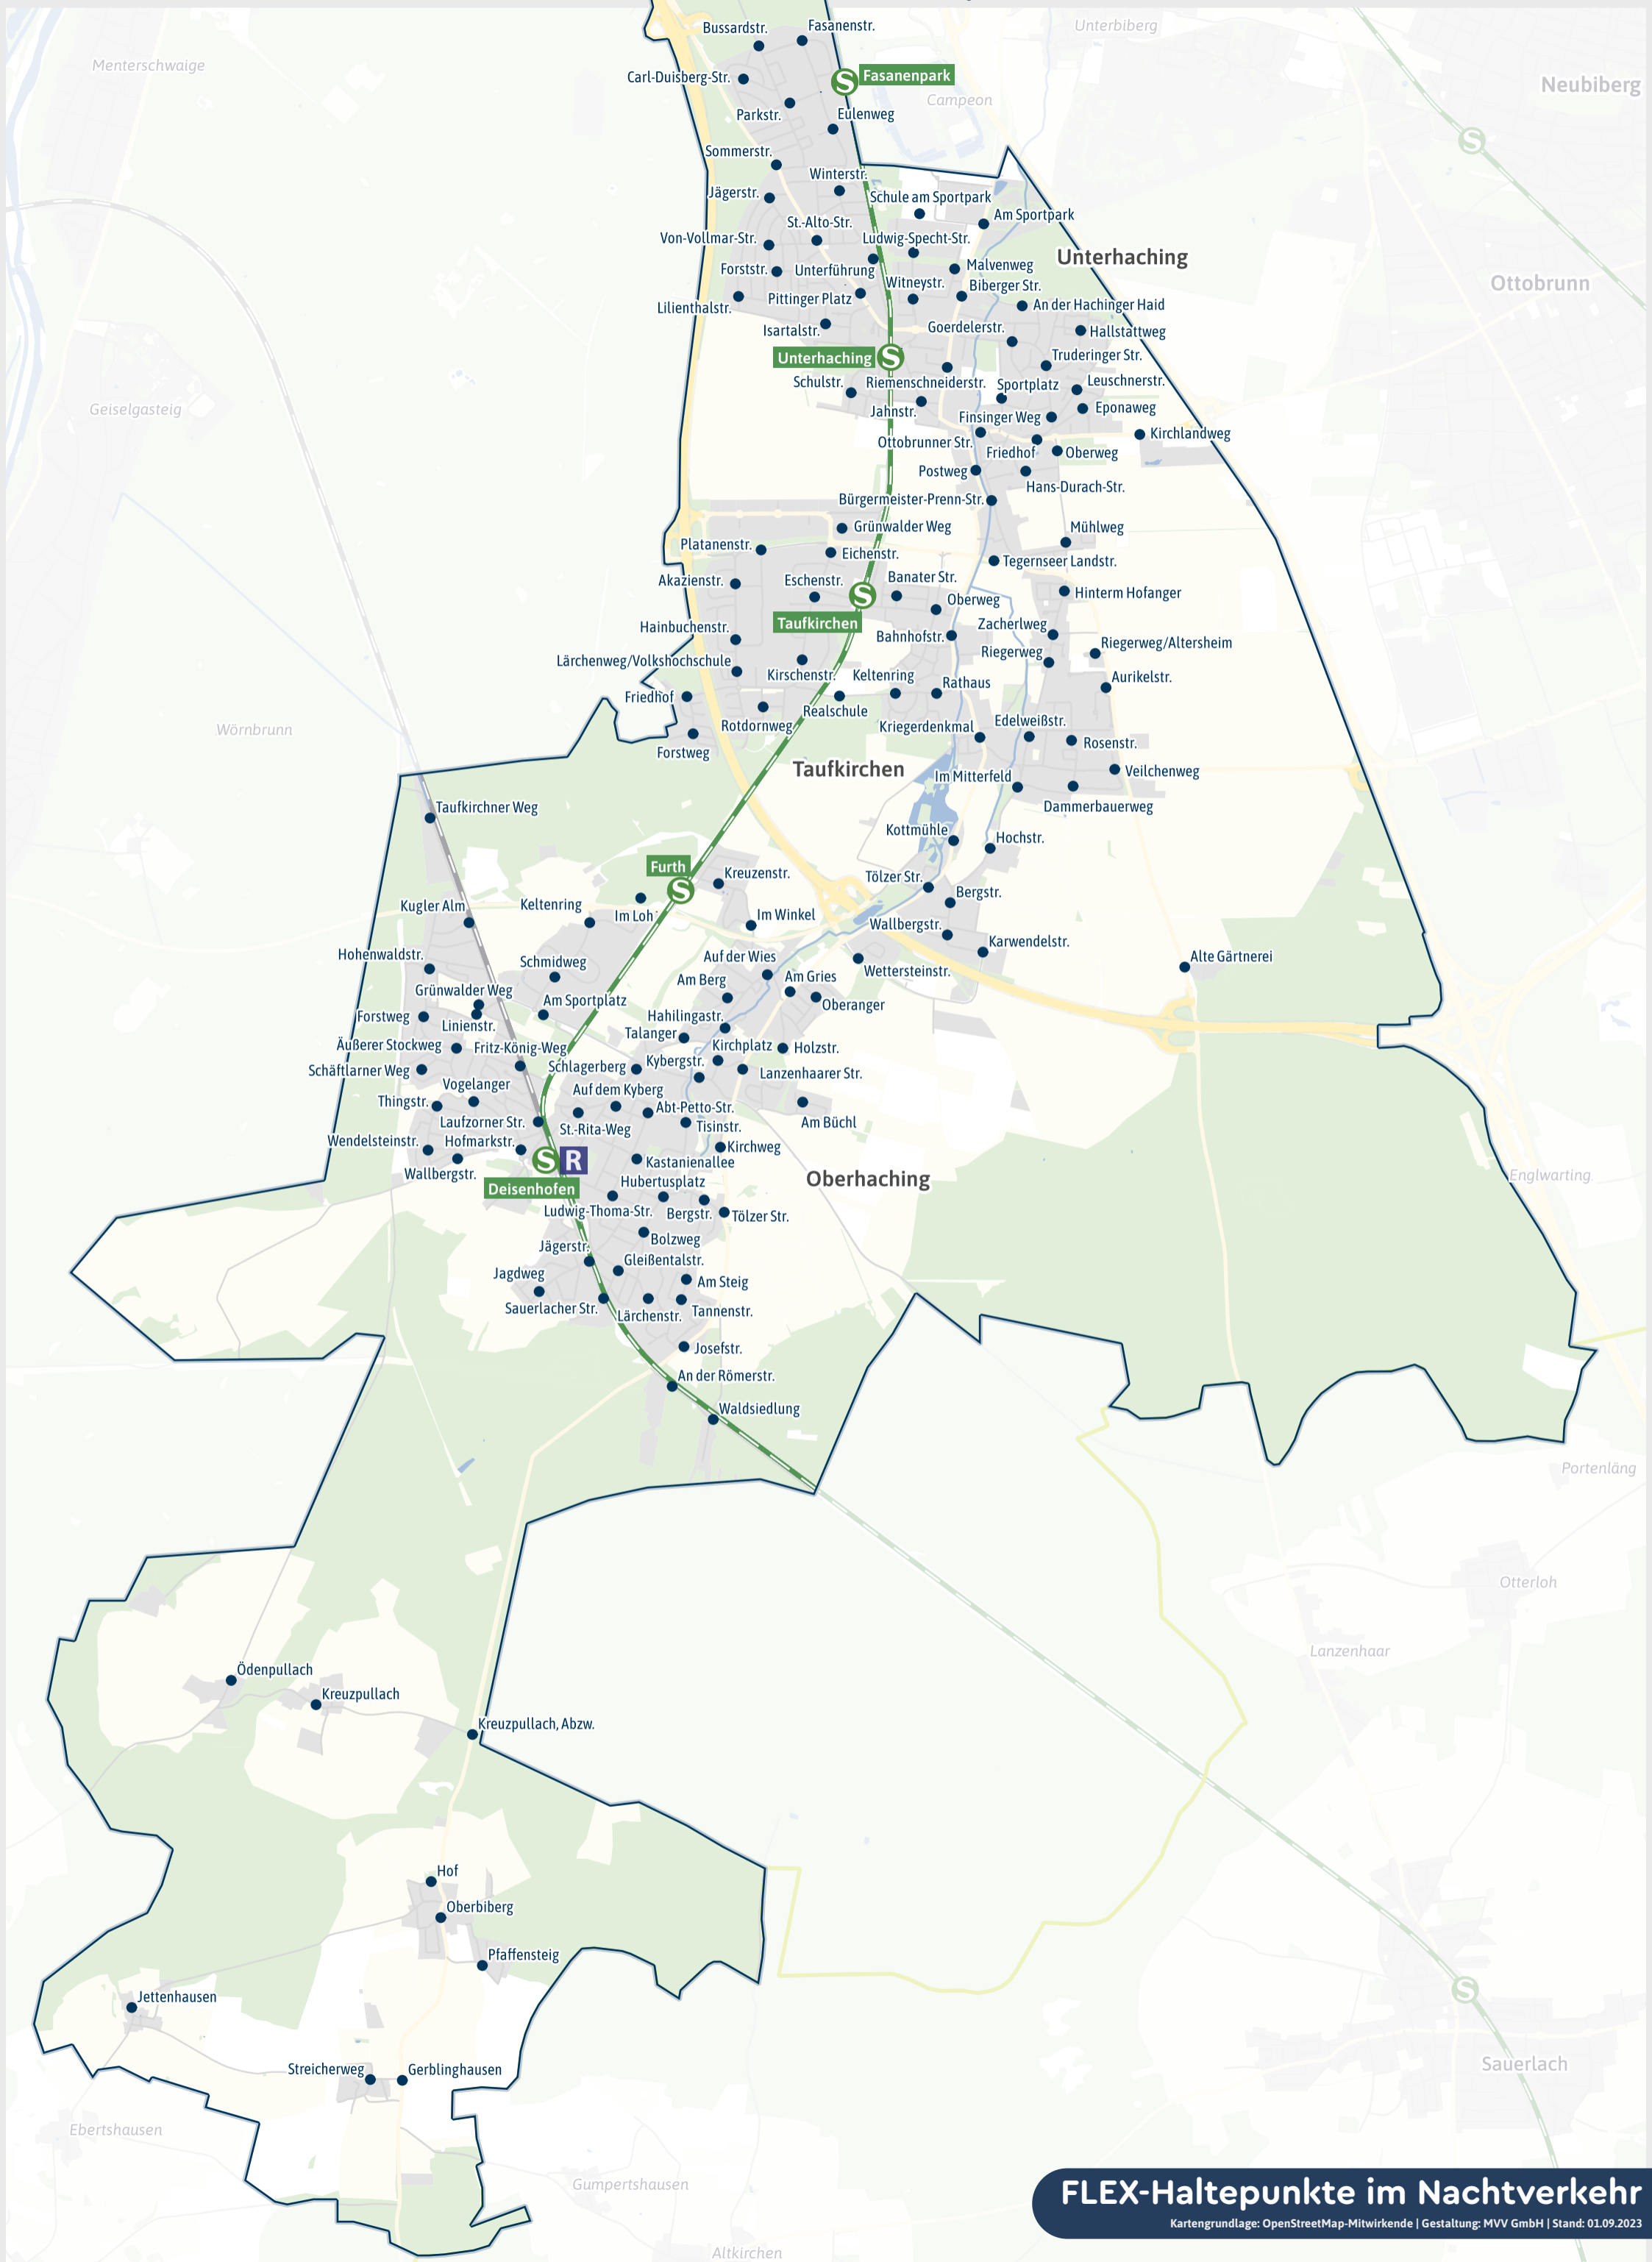 Bussardstr.
Fasanenstr.
Unterbiberg
Menterschwaige
Carl-Duisberg-Str.
S
Fasanenpark
Neubiberg
Campeon
Parkstr.
Eulenweg
S
Sommerstr.
Winterstr.
Jägerstr.
Schule am Sportpark
Am Sportpark
St.-Alto-Str.
Von-Vollmar-Str.
Ludwig-Specht-Str.
Unterhaching
Forststr.
Unterführung
Malvenweg
Ottobrunn
Witneystr.
Biberger Str.
Lilienthalstr.
Pittinger Platz
An der Hachinger Haid
Isartalstr.
Goerdelerstr.
Hallstattweg
Unterhaching
S
Truderinger Str.
Schulstr.
Riemenschneiderstr.
Sportplatz
Leuschnerstr.
Geiselgasteig
Jahnstr.
Finsinger Weg
Eponaweg
Ottobrunner Str.
Kirchlandweg
Friedhof
Oberweg
Postweg
Hans-Durach-Str.
Bürgermeister-Prenn-Str.
Grünwalder Weg
Mühlweg
Platanenstr.
Eichenstr.
Tegernseer Landstr.
Akazienstr.
Eschenstr.
S
Banater Str.
Oberweg
Hinterm Hofanger
Taufkirchen
Hainbuchenstr.
Bahnhofstr.
Zacherlweg
Riegerweg/Altersheim
Lärchenweg/Volkshochschule
Riegerweg
Kirschenstr.
Keltenring
Aurikelstr.
Friedhof
Rathaus
Realschule
Rotdornweg
Wörnbrunn
Kriegerdenkmal
Edelweißstr.
Forstweg
Rosenstr.
Taufkirchen
Im Mitterfeld
Veilchenweg
Taufkirchner Weg
Dammerbauerweg
Kottmühle
Hochstr.
Furth
S
Kreuzenstr.
Tölzer Str.
Bergstr.
Kugler Alm
Keltenring
Im Loh
Im Winkel
Wallbergstr.
Karwendelstr.
Hohenwaldstr.
Schmidweg
Auf der Wies
Alte Gärtnerei
Wettersteinstr.
Am Berg
Am Gries
Grünwalder Weg
Am Sportplatz
Oberanger
Forstweg
Linienstr.
Hahilingastr.
Talanger
Äußerer Stockweg
Fritz-König-Weg
Kirchplatz
Holzstr.
Schäftlarner Weg
Schlagerberg
Kybergstr.
Lanzenhaarer Str.
Vogelanger
Auf dem Kyberg
Thingstr.
Abt-Petto-Str.
Laufzorner Str.
St.-Rita-Weg
Tisinstr.
Am Büchl
Wendelsteinstr.
Hofmarkstr.
Kirchweg
Wallbergstr.
S
R
Kastanienallee
Englwarting
Deisenhofen
Hubertusplatz
Oberhaching
Ludwig-Thoma-Str.
Bergstr.
Tölzer Str.
Jägerstr.
Bolzweg
Gleißentalstr.
Jagdweg
Am Steig
Sauerlacher Str.
Lärchenstr.
Tannenstr.
Josefstr.
An der Römerstr.
Waldsiedlung
Portenläng
Otterloh
Lanzenhaar
Ödenpullach
Kreuzpullach
Kreuzpullach, Abzw.
Hof
Oberbiberg
Pfaffensteig
S
Jettenhausen
Sauerlach
Streicherweg
Gerblinghausen
Ebertshausen
Gumpertshausen
Altkirchen
FLEX-Haltepunkte im Nachtverkehr
Kartengrundlage: OpenStreetMap-Mitwirkende | Gestaltung: MVV GmbH | Stand: 01.09.2023